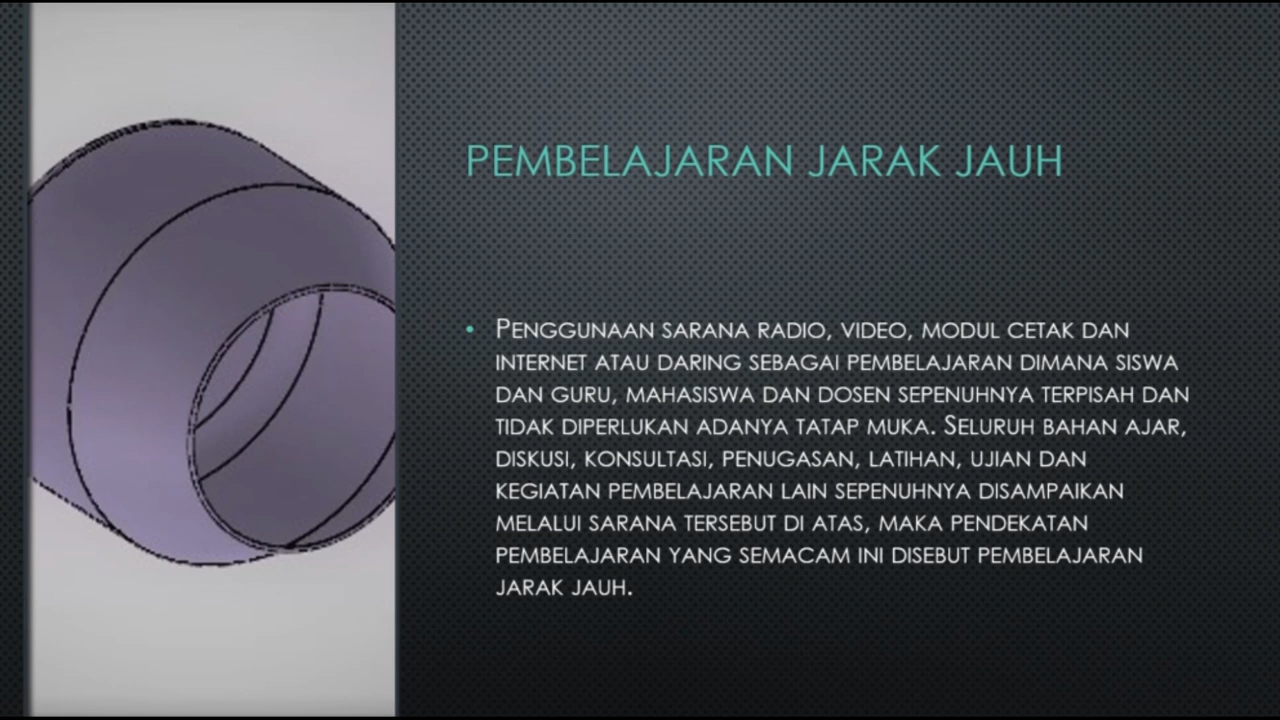 PEMBELAJARAN JARAK JAUH
• PENGGUNAAN SARANA RADIO, VIDEO, MODUL CETAK DAN
INTERNET ATAU DARING SEBAGAI PEMBELAJARAN DIMANA SISWA
DAN GURU, MAHASISWA DAN DOSEN SEPENUHNYA TERPISAH DAN
TIDAK DIPERLUKAN ADANYA TATAP MUKA. SELURUH BAHAN AJAR,
DISKUSI, KONSULTASI, PENUGASAN, LATIHAN, UJIAN DAN
KEGIATAN PEMBELAJARAN LAIN SEPENUHNYA DISAMPAIKAN
MELALUI SARANA TERSEBUT DI ATAS, MAKA PENDEKATAN
PEMBELAJARAN YANG SEMACAM INI DISEBUT PEMBELAJARAN
JARAK JAUH.